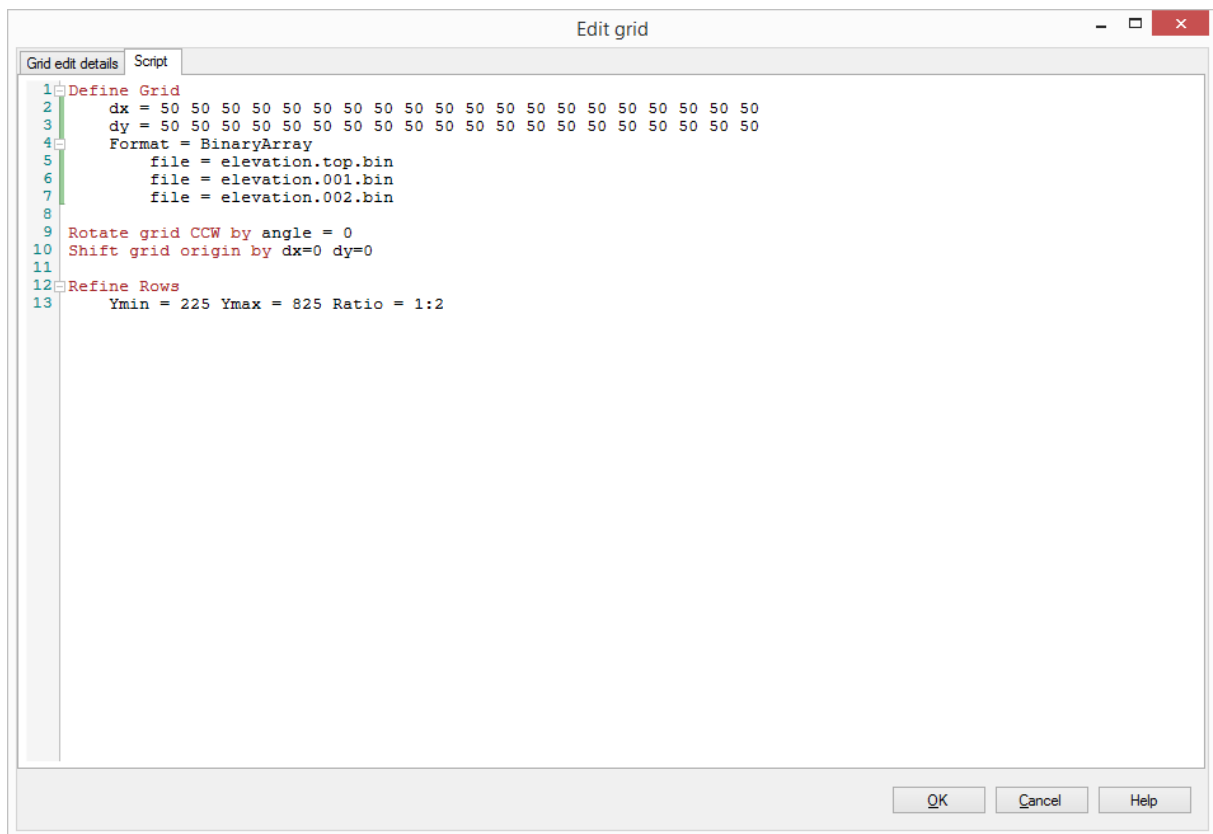 Edit grid
Grid edit details Script
1 Define Grid
2 dx = 50 50 50 50 50 50 50 50 50 50 50 50 50 50 50 50 50 50 50 50
3 dy = 50 50 50 50 50 50 50 50 50 50 50 50 50 50 50 50 50 50 50 50
4 Format = BinaryArray
5 file = elevation.top.bin
6 file = elevation.001.bin
7 file = elevation.002.bin
8
9 Rotate grid CCW by angle = 0
10 Shift grid origin by dx=0 dy=0
11
12 Refine Rows
13 Ymin = 225 Ymax = 825 Ratio = 1:2
OK Cancel Help